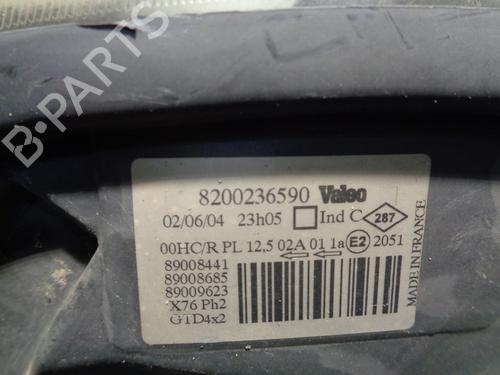 B-PARTS
8200236590 Valeo
02/06/04 23h05 Ind C 287
00HC/R PL 12,5 02A 01 1a E2 2051
89008441
89008685
89009623
X76 Ph2
GTD4x2
MADE IN FRANCE